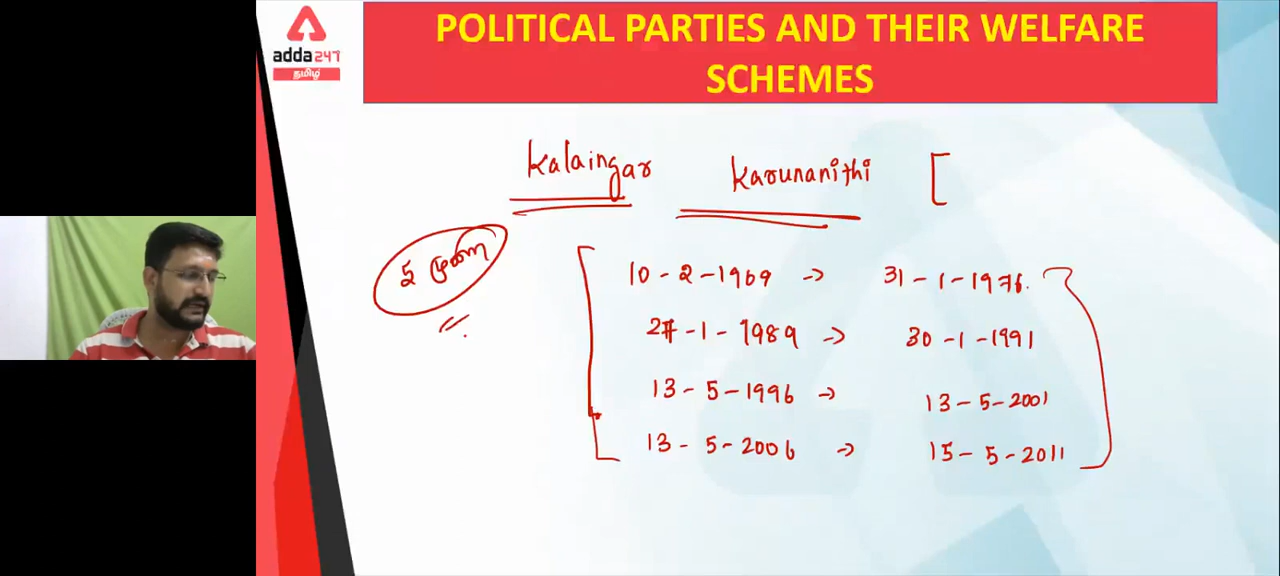 adda247
தமிழ்
POLITICAL PARTIES AND THEIR WELFARE
SCHEMES
Kalaingar Karunanithi [
5 முறை
10 - 2 - 1969 → 31 - 1 - 1976.
27 - 1 - 1989 → 30 - 1 - 1991
13 - 5 - 1996 → 13 - 5 - 2001
13 - 5 - 2006 → 15 - 5 - 2011